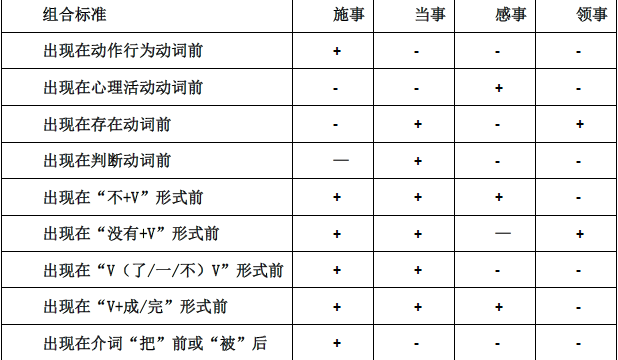 组合标准 施事 当事 感事 领事
出现在动作行为动词前 + - - -
出现在心理活动动词前 - - + -
出现在存在动词前 - + - +
出现在判断动词前 — + - -
出现在“不+V”形式前 + + + -
出现在“没有+V”形式前 + + — +
出现在“V（了/一/不）V”形式前 + + - -
出现在“V+成/完”形式前 + + + -
出现在介词“把”前或“被”后 + - - -